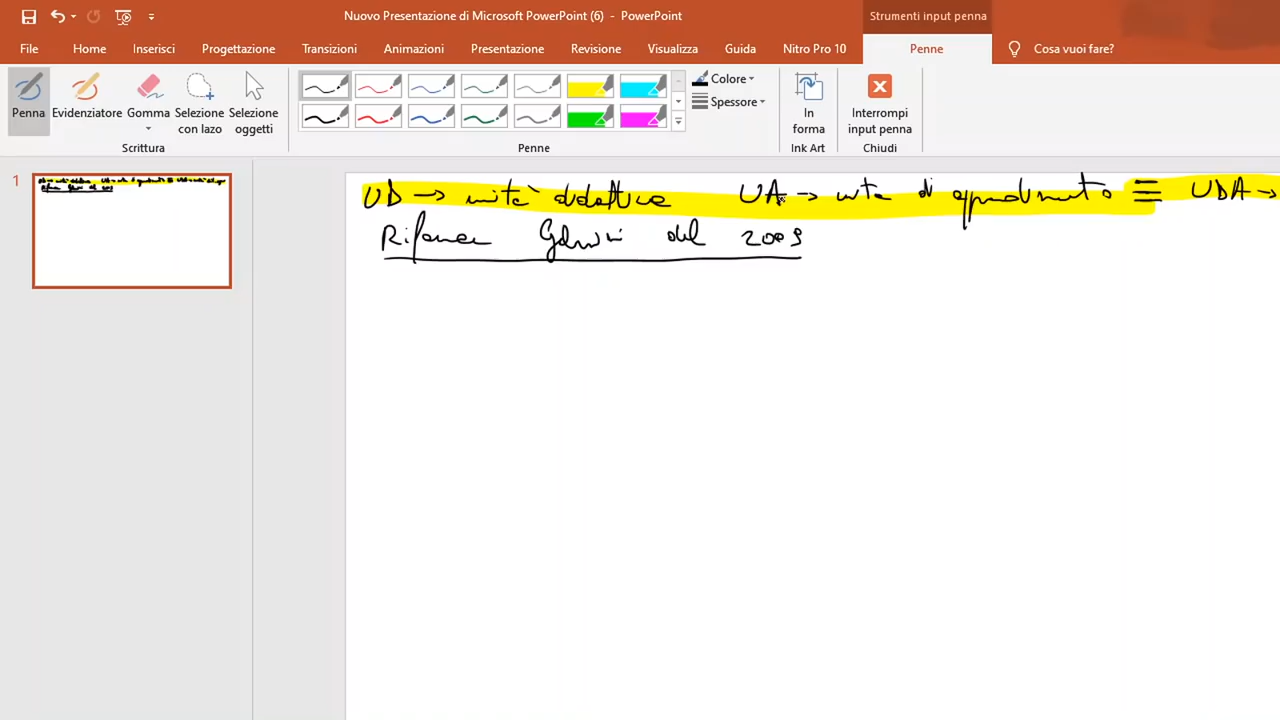 Nuovo Presentazione di Microsoft PowerPoint (6) - PowerPoint
Strumenti input penna
File Home Inserisci Progettazione Transizioni Animazioni Presentazione Revisione Visualizza Guida Nitro Pro 10 Penne Cosa vuoi fare?
Penna Evidenziatore Gomma Selezione con lazo Selezione oggetti
Colore
Spessore
In forma
Interrompi input penna
Scrittura Penne Ink Art Chiudi
1
UD → unità didattica UA → unità di apprendimento ≡ UDA →
Riforma Gelmini del 2009